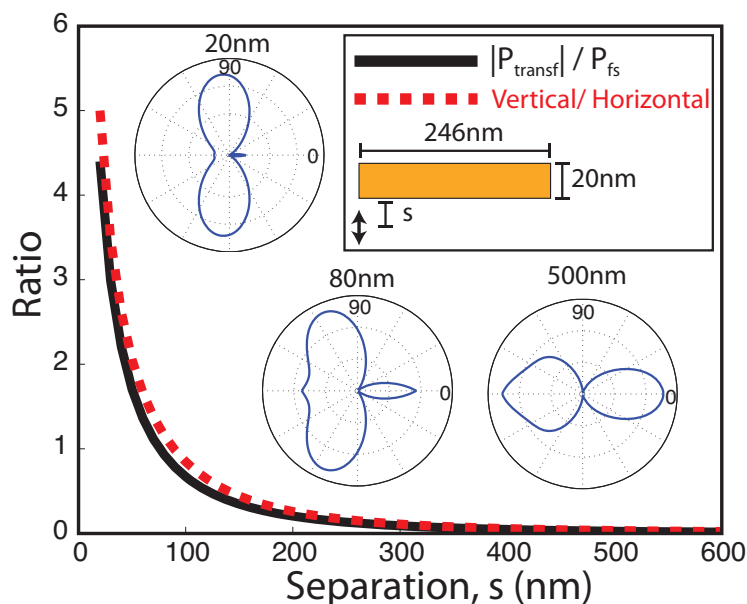 6
5
4
3
2
1
0
Ratio
0
100
200
300
400
500
600
Separation, s (nm)
20nm
90
0
|P_transf| / P_fs
Vertical/ Horizontal
246nm
20nm
s
80nm
90
0
500nm
90
0